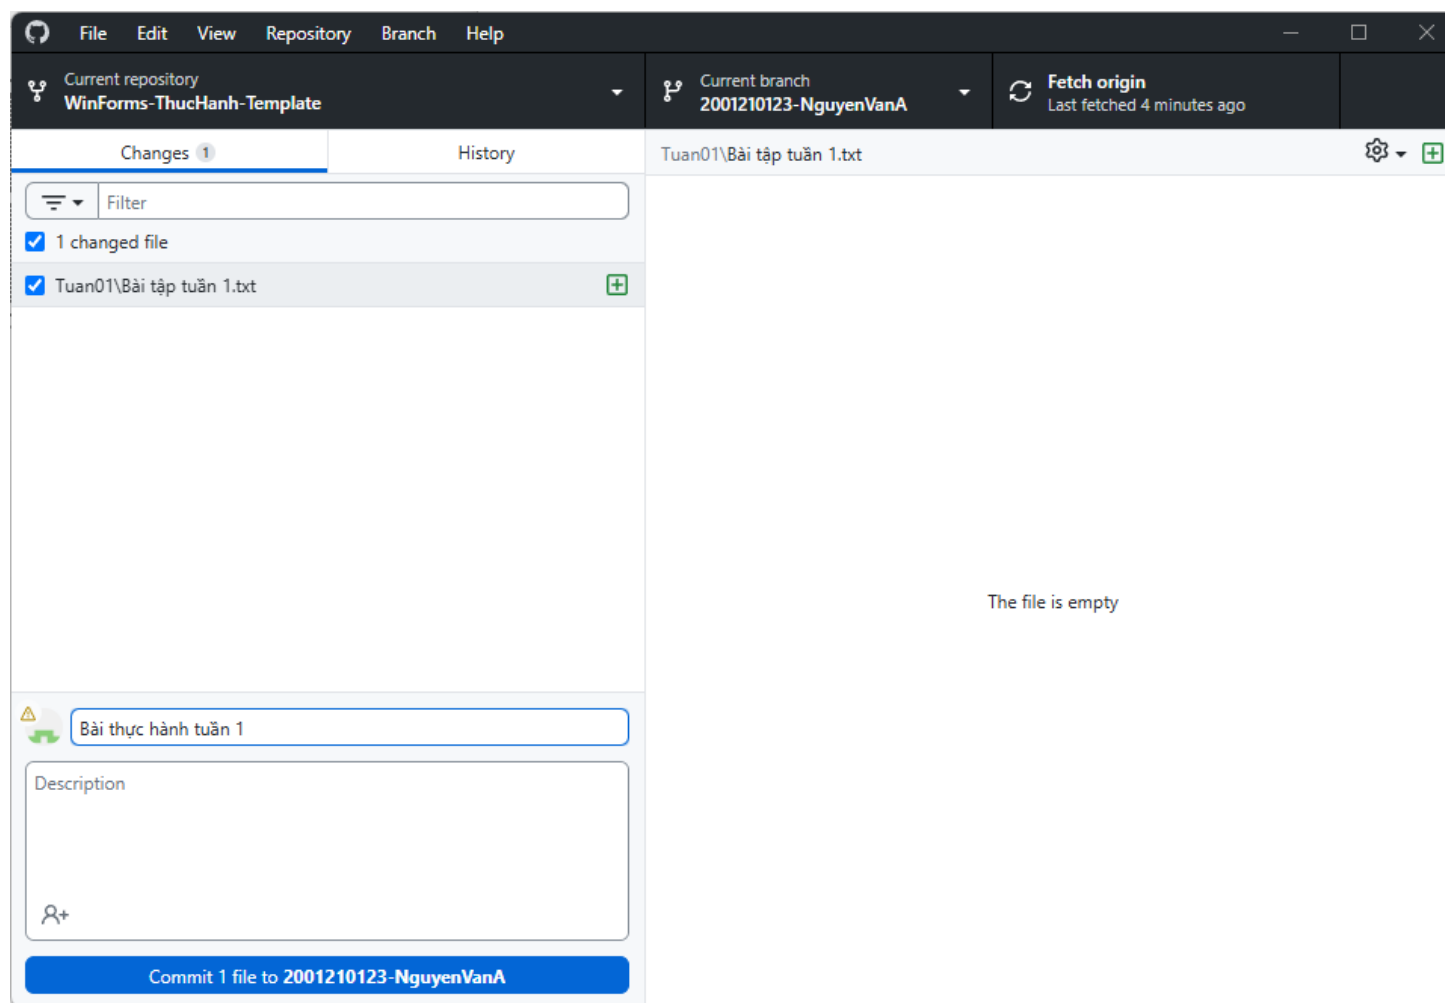 File Edit View Repository Branch Help
Current repository
WinForms-ThucHanh-Template
Current branch
2001210123-NguyenVanA
Fetch origin
Last fetched 4 minutes ago
Changes 1
History
Tuan01\Bài tập tuần 1.txt
Filter
1 changed file
Tuan01\Bài tập tuần 1.txt
The file is empty
Bài thực hành tuần 1
Description
Commit 1 file to 2001210123-NguyenVanA